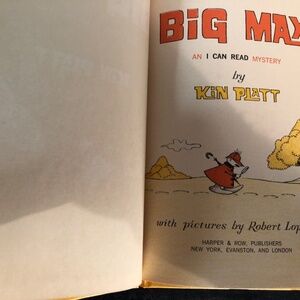 BIG MAX
AN I CAN READ MYSTERY
by
KIN PLATT
with pictures by Robert Lop
HARPER & ROW, PUBLISHERS
NEW YORK, EVANSTON, AND LONDON